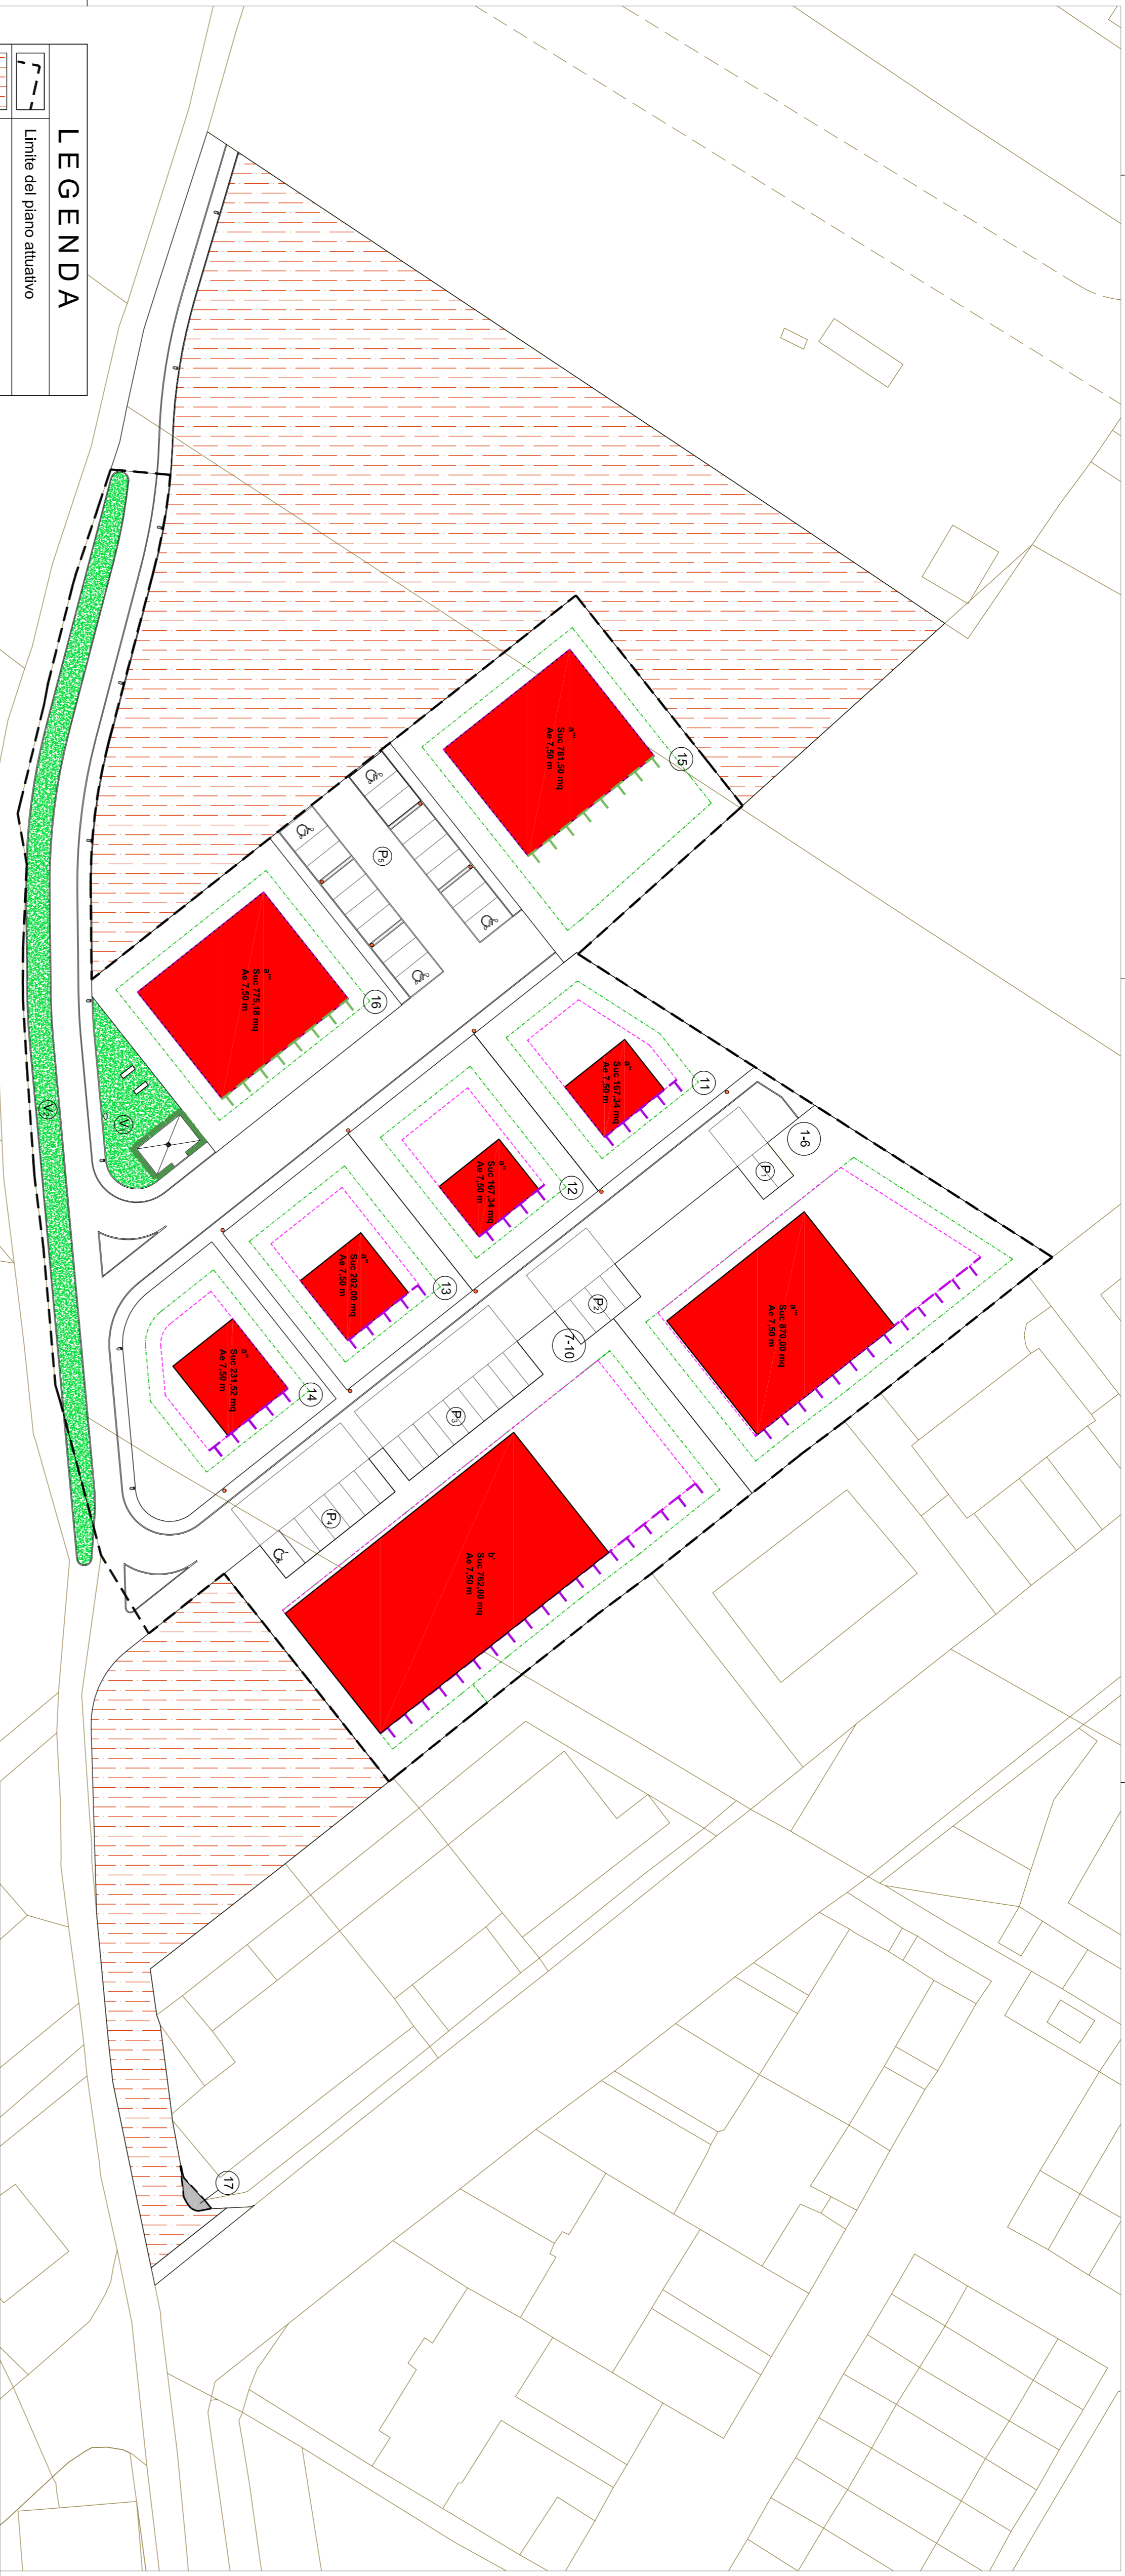 LEGENDA
Limite del piano attuativo
15
a'''
Suc 781,50 mq
Ae 7,50 m
P5
16
a'''
Suc 775,18 mq
Ae 7,50 m
11
a''
Suc 167,34 mq
Ae 7,50 m
1-6
P1
12
a''
Suc 167,34 mq
Ae 7,50 m
V1
V2
13
a''
Suc 202,00 mq
Ae 7,50 m
P2
7-10
a'''
Suc 870,00 mq
Ae 7,50 m
14
a''
Suc 231,52 mq
Ae 7,50 m
P3
P4
b'
Suc 762,00 mq
Ae 7,50 m
17